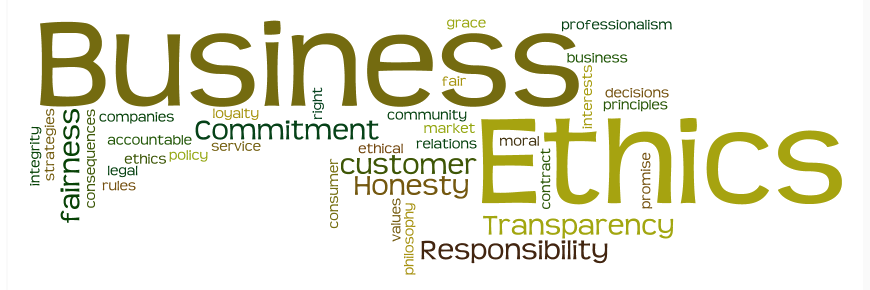 grace
professionalism
Business
business
fair
interests
decisions
principles
right
integrity
strategies
fairness
consequences
companies
loyalty
Commitment
community
market
relations
accountable
service
ethics
policy
legal
rules
ethical
customer
Honesty
consumer
values
philosophy
Ethics
moral
contract
promise
Transparency
Responsibility